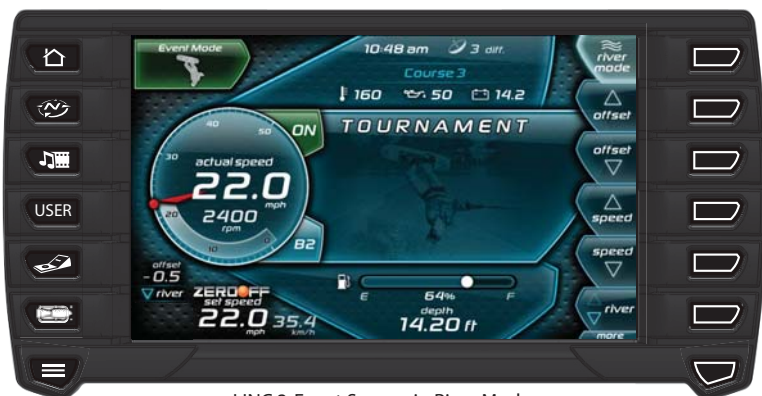 Event Mode
10:48 am 3 diff.
Course 3
160 50 14.2
river mode
offset
offset
speed
speed
river
more
USER
TOURNAMENT
ON
40
50
30
20
10
0
actual speed
22.0
mph
2400
rpm
B2
offset
-0.5
river
ZEROOFF
set speed
22.0 mph 35.4 km/h
E 64% F
depth
14.20 ft